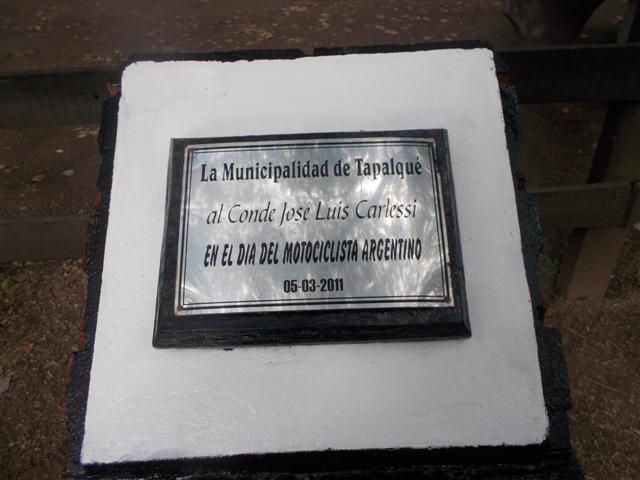 La Municipalidad de Tapalqué
al Conde José Luis Carlessi
EN EL DIA DEL MOTOCICLISTA ARGENTINO
05-03-2011